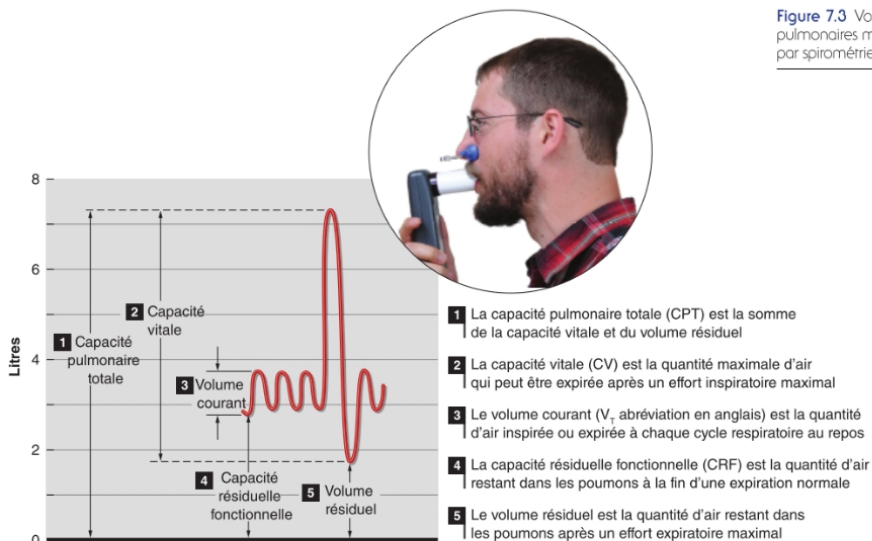 Figure 7.3
pulmonaires
par spirométrie
8
6
4
2
0
Litres
1 Capacité
pulmonaire
totale
2 Capacité
vitale
3 Volume
courant
4 Capacité
résiduelle
fonctionnelle
5 Volume
résiduel
1 La capacité pulmonaire totale (CPT) est la somme
de la capacité vitale et du volume résiduel
2 La capacité vitale (CV) est la quantité maximale d'air
qui peut être expirée après un effort inspiratoire maximal
3 Le volume courant (VT abréviation en anglais) est la quantité
d'air inspirée ou expirée à chaque cycle respiratoire au repos
4 La capacité résiduelle fonctionnelle (CRF) est la quantité d'air
restant dans les poumons à la fin d'une expiration normale
5 Le volume résiduel est la quantité d'air restant dans
les poumons après un effort expiratoire maximal